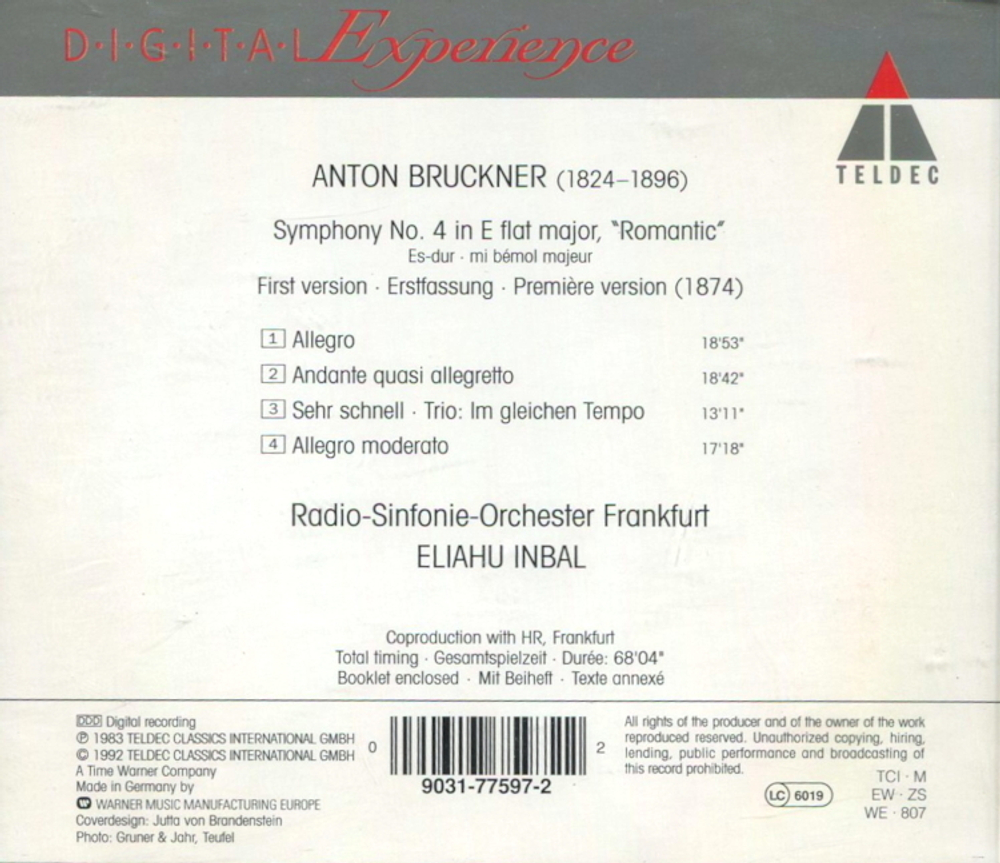 D·I·G·I·T·A·L Experience
TELDEC
ANTON BRUCKNER (1824–1896)
Symphony No. 4 in E flat major, "Romantic"
Es-dur · mi bémol majeur
First version · Erstfassung · Première version (1874)
1 Allegro 18'53"
2 Andante quasi allegretto 18'42"
3 Sehr schnell · Trio: Im gleichen Tempo 13'11"
4 Allegro moderato 17'18"
Radio-Sinfonie-Orchester Frankfurt
ELIAHU INBAL
Coproduction with HR, Frankfurt
Total timing · Gesamtspielzeit · Durée: 68'04"
Booklet enclosed · Mit Beiheft · Texte annexé
DDD Digital recording
℗ 1983 TELDEC CLASSICS INTERNATIONAL GMBH
© 1992 TELDEC CLASSICS INTERNATIONAL GMBH
A Time Warner Company
Made in Germany by
WARNER MUSIC MANUFACTURING EUROPE
Coverdesign: Jutta von Brandenstein
Photo: Gruner & Jahr, Teufel
0 2
9031-77597-2
All rights of the producer and of the owner of the work
reproduced reserved. Unauthorized copying, hiring,
lending, public performance and broadcasting of
this record prohibited.
LC 6019
TCI · M
EW · ZS
WE · 807